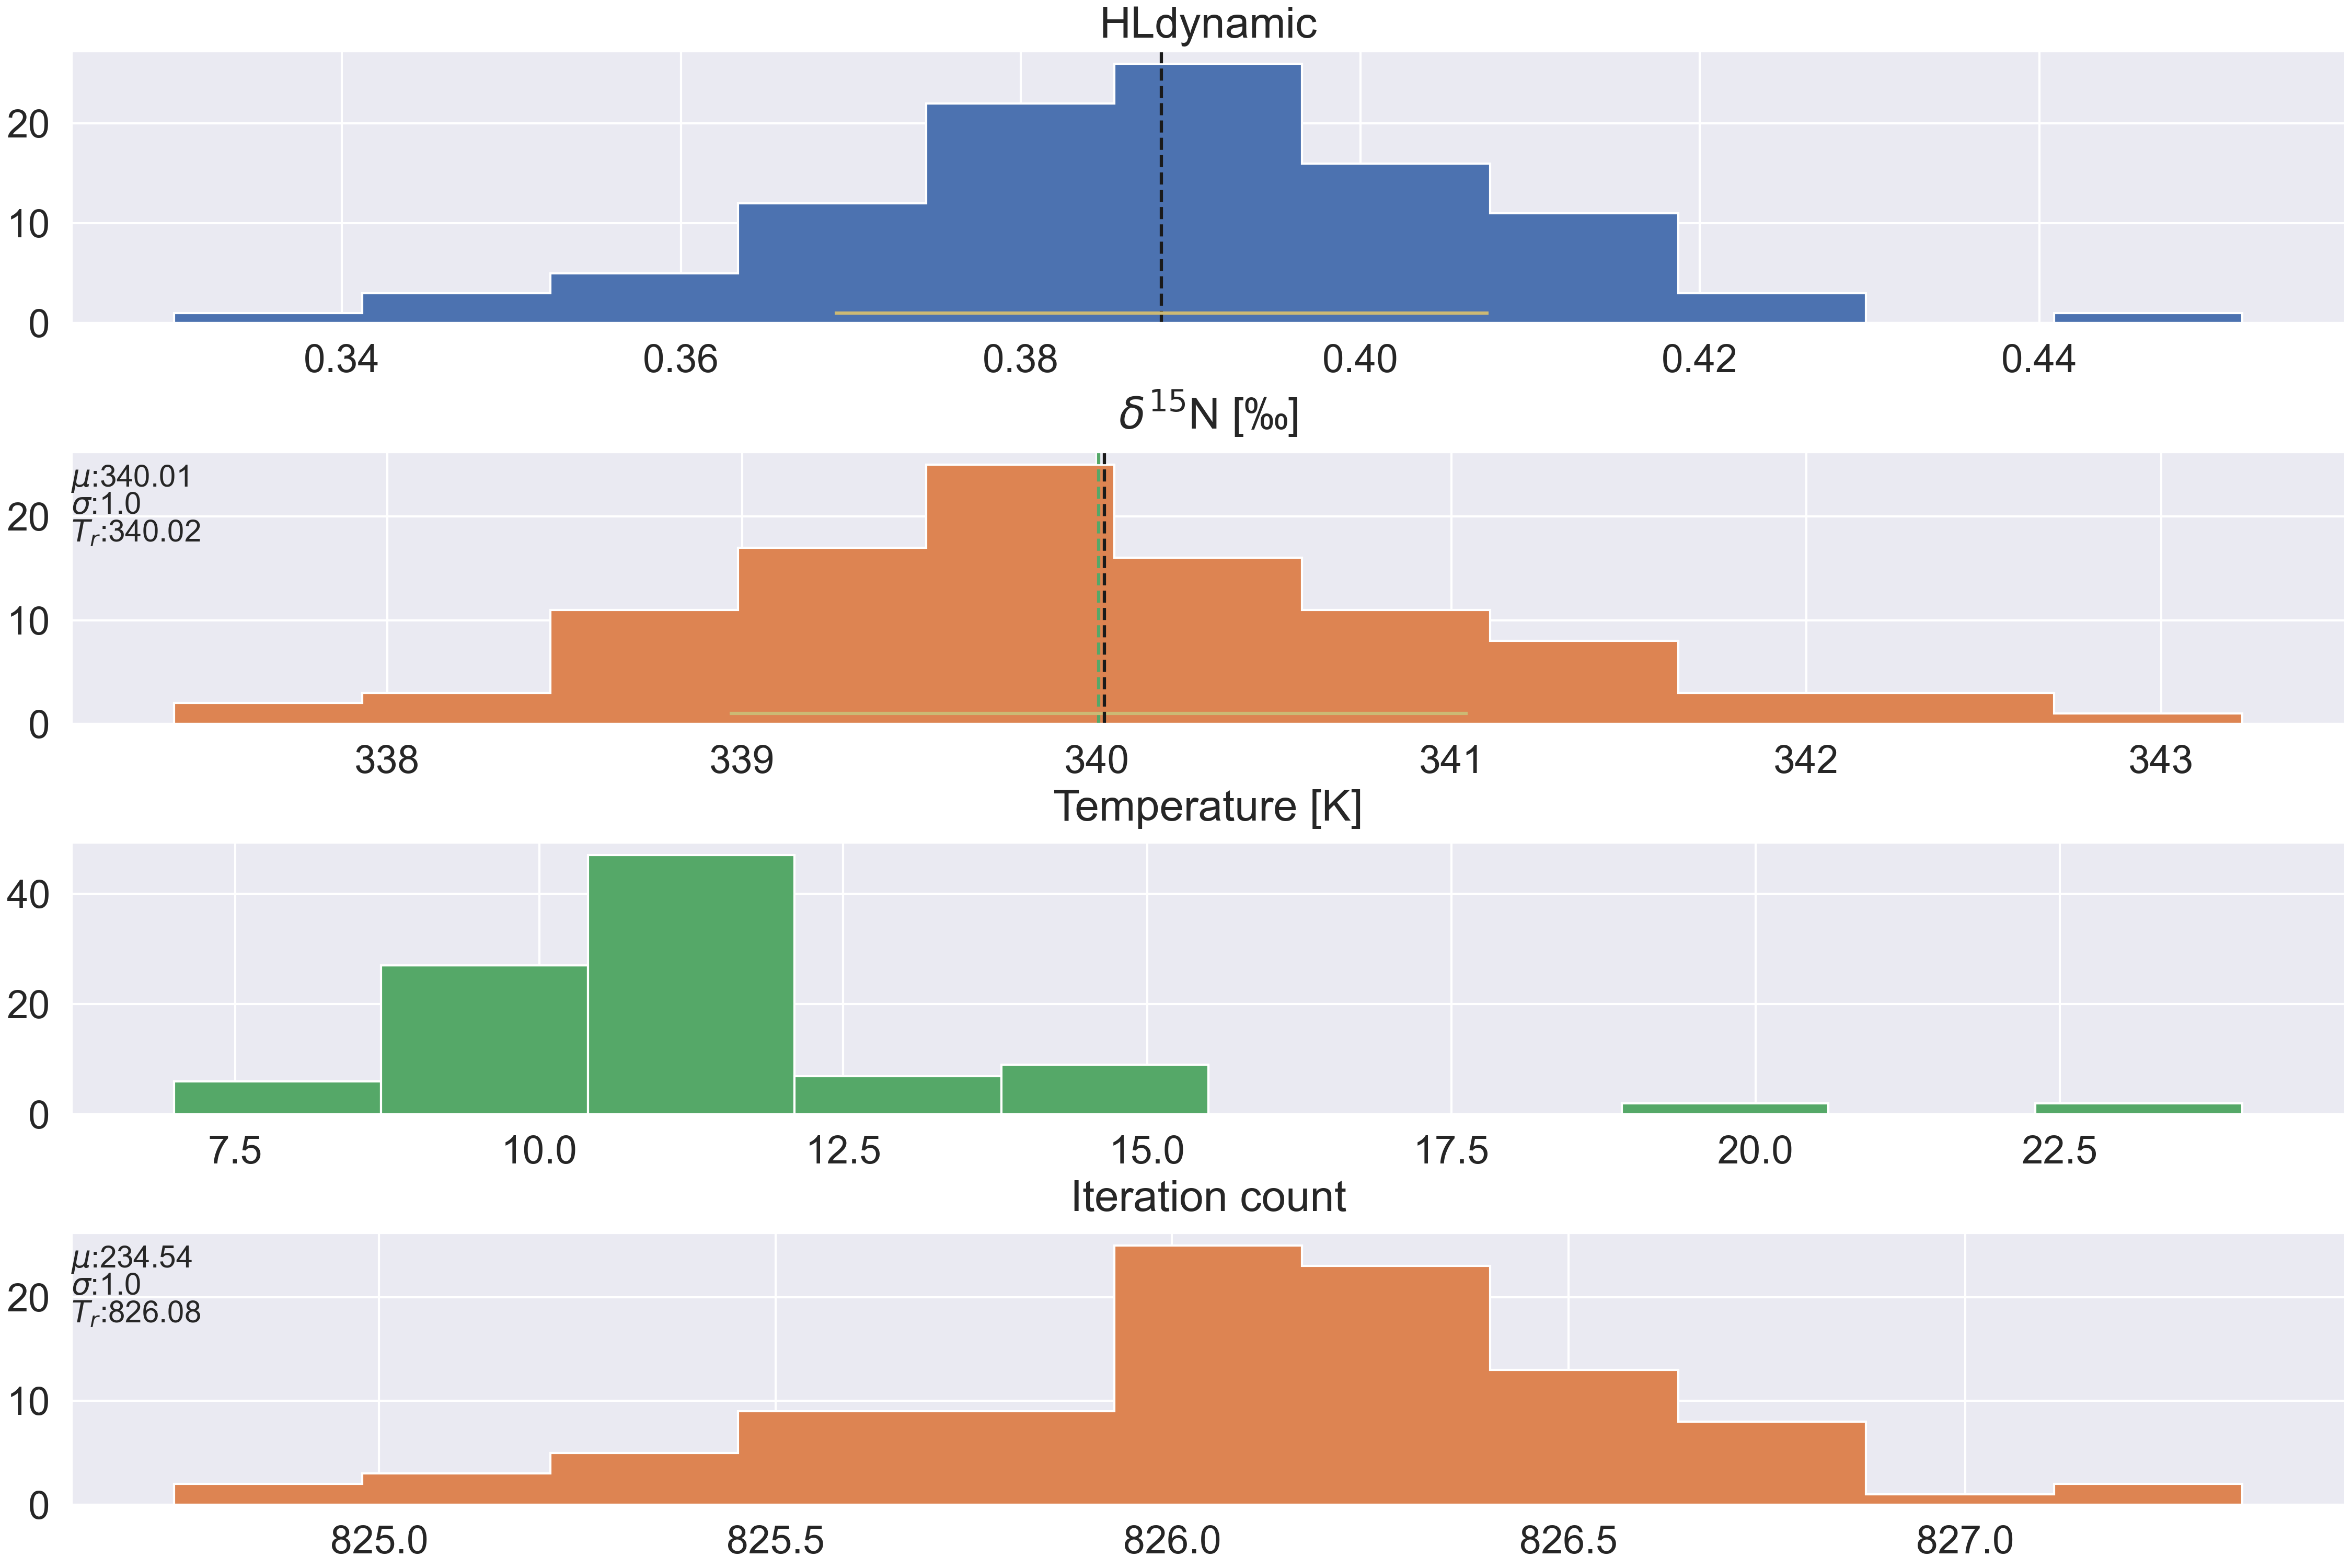 HLdynamic
20
10
0
0.34 0.36 0.38 0.40 0.42 0.44
δ¹⁵N [‰]
μ:340.01
σ:1.0
Tᵣ:340.02
20
10
0
338 339 340 341 342 343
Temperature [K]
40
20
0
7.5 10.0 12.5 15.0 17.5 20.0 22.5
Iteration count
μ:234.54
σ:1.0
Tᵣ:826.08
20
10
0
825.0 825.5 826.0 826.5 827.0